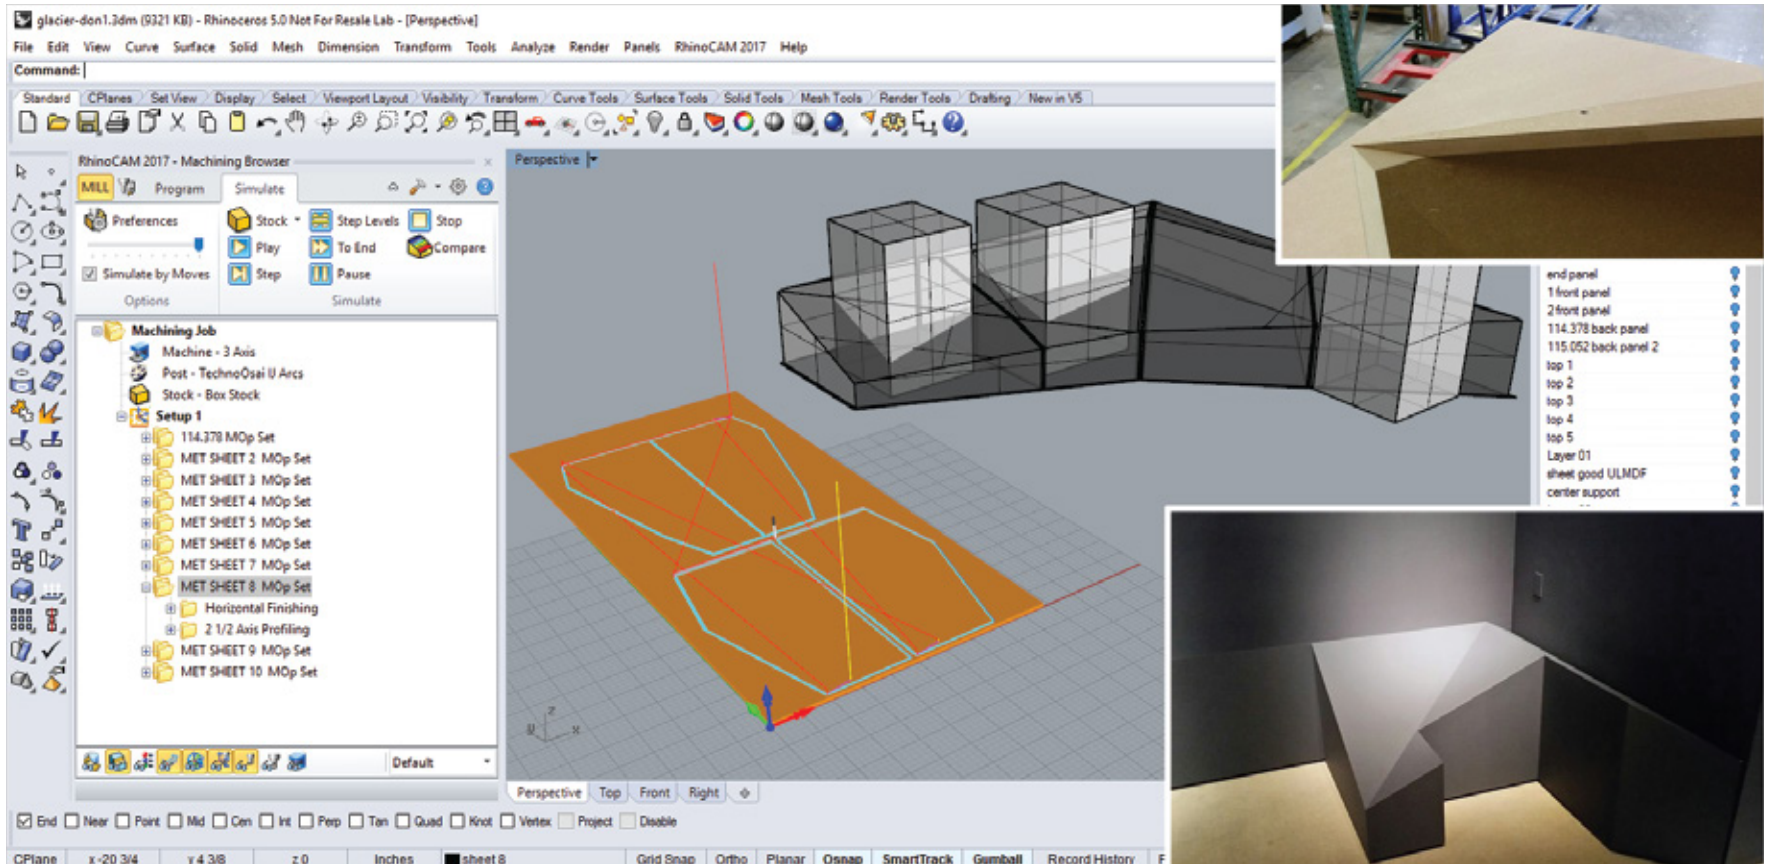 glacier-don1.3dm (9321 KB) - Rhinoceros 5.0 Not For Resale Lab - [Perspective]
File Edit View Curve Surface Solid Mesh Dimension Transform Tools Analyze Render Panels RhinoCAM 2017 Help
Command:
Standard CPlanes Set View Display Select Viewport Layout Visibility Transform Curve Tools Surface Tools Solid Tools Mesh Tools Render Tools Drafting New in V5
RhinoCAM 2017 - Machining Browser
MILL Program Simulate
Preferences
Simulate by Moves
Options
Stock Step Levels Stop
Play To End Compare
Step Pause
Simulate
Machining Job
Machine - 3 Axis
Post - TechnoOsai IJ Arcs
Stock - Box Stock
Setup 1
114.378 MOp Set
MET SHEET 2 MOp Set
MET SHEET 3 MOp Set
MET SHEET 4 MOp Set
MET SHEET 5 MOp Set
MET SHEET 6 MOp Set
MET SHEET 7 MOp Set
MET SHEET 8 MOp Set
Horizontal Finishing
2 1/2 Axis Profiling
MET SHEET 9 MOp Set
MET SHEET 10 MOp Set
Default
Perspective
z
y
x
end panel
1 front panel
2 front panel
114.378 back panel
115.052 back panel 2
top 1
top 2
top 3
top 4
top 5
Layer 01
sheet good ULMDF
center support
Perspective Top Front Right
End Near Point Mid Cen Int Perp Tan Quad Knot Vertex Project Disable
CPlane x -20 3/4 y 4 3/8 z 0 Inches sheet 8 Grid Snap Ortho Planar Osnap SmartTrack Gumball Record History F